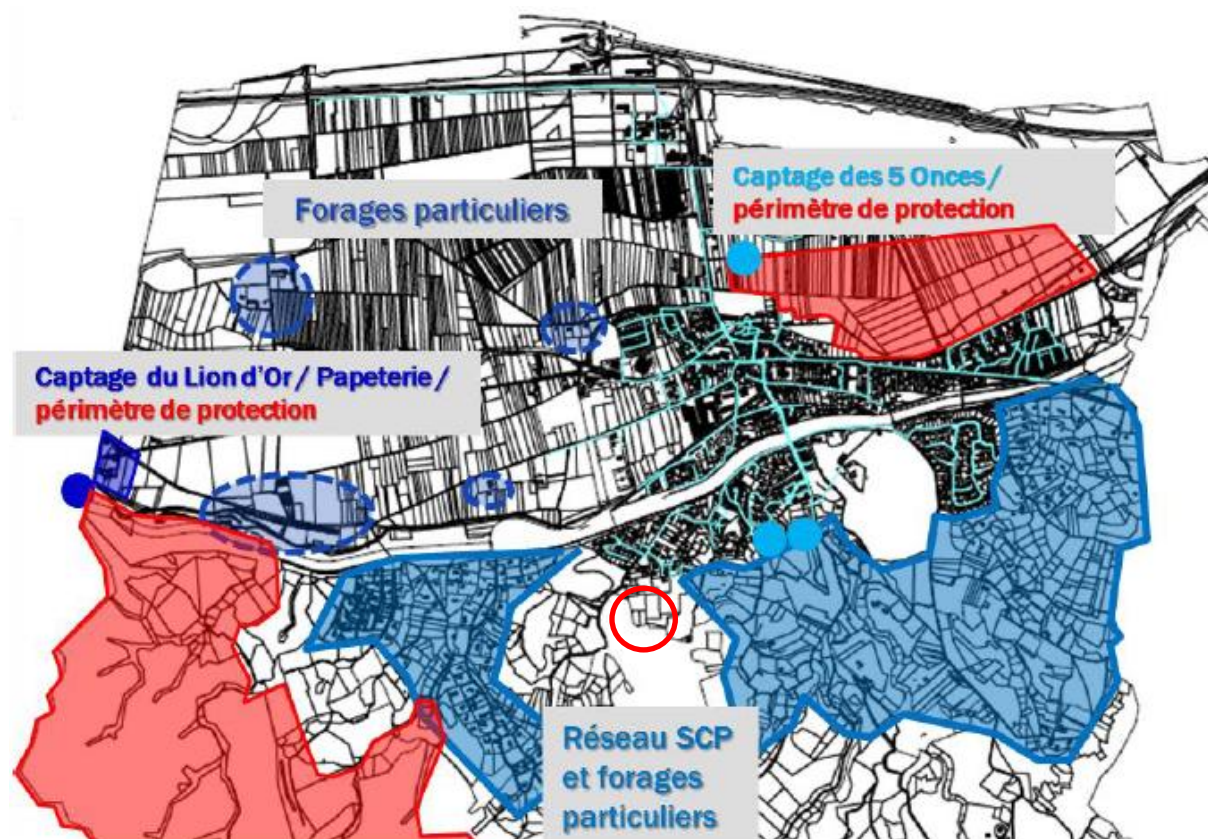 Captage des 5 Onces /
périmètre de protection
Forages particuliers
Captage du Lion d'Or / Papeterie /
périmètre de protection
Réseau SCP
et forages
particuliers